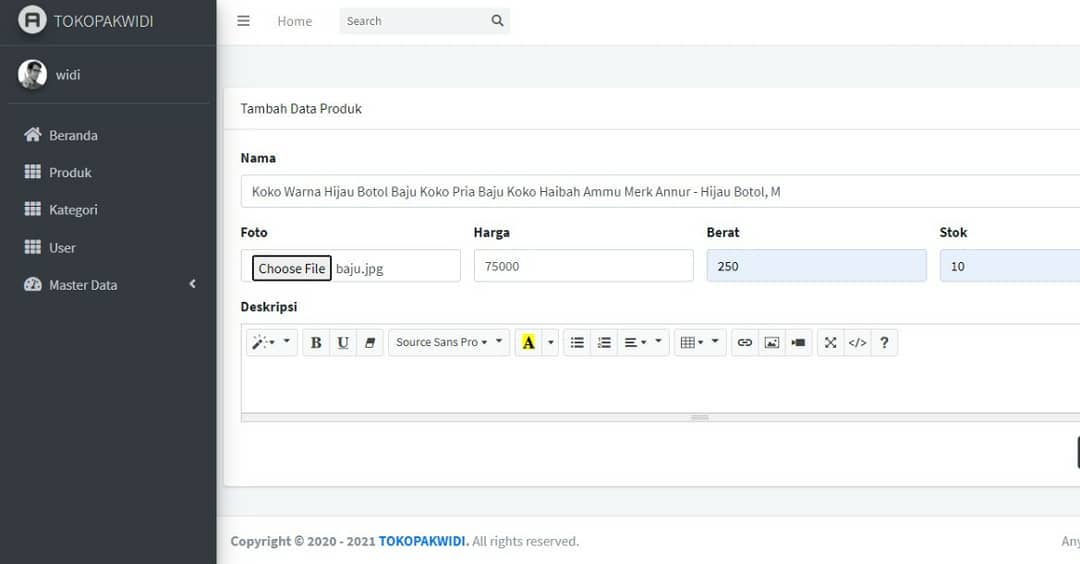 TOKOPAKWIDI
Home
Search
widi
Beranda
Produk
Kategori
User
Master Data
Tambah Data Produk
Nama
Koko Warna Hijau Botol Baju Koko Pria Baju Koko Haibah Ammu Merk Annur - Hijau Botol, M
Foto Harga Berat Stok
Choose File baju.jpg 75000 250 10
Deskripsi
B U Source Sans Pro A </> ?
Copyright © 2020 - 2021 TOKOPAKWIDI. All rights reserved.
Any